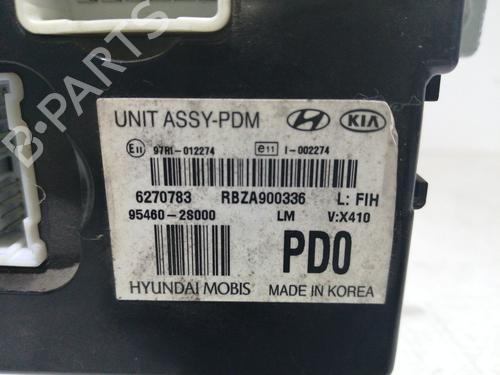 UNIT ASSY-PDM HYUNDAI KIA
E11 97RI-012274 e11 I-002274
6270783 RBZA900336 L: FIH
95460-2S000 LM V:X410
PD0
HYUNDAI MOBIS MADE IN KOREA
B-PARTS